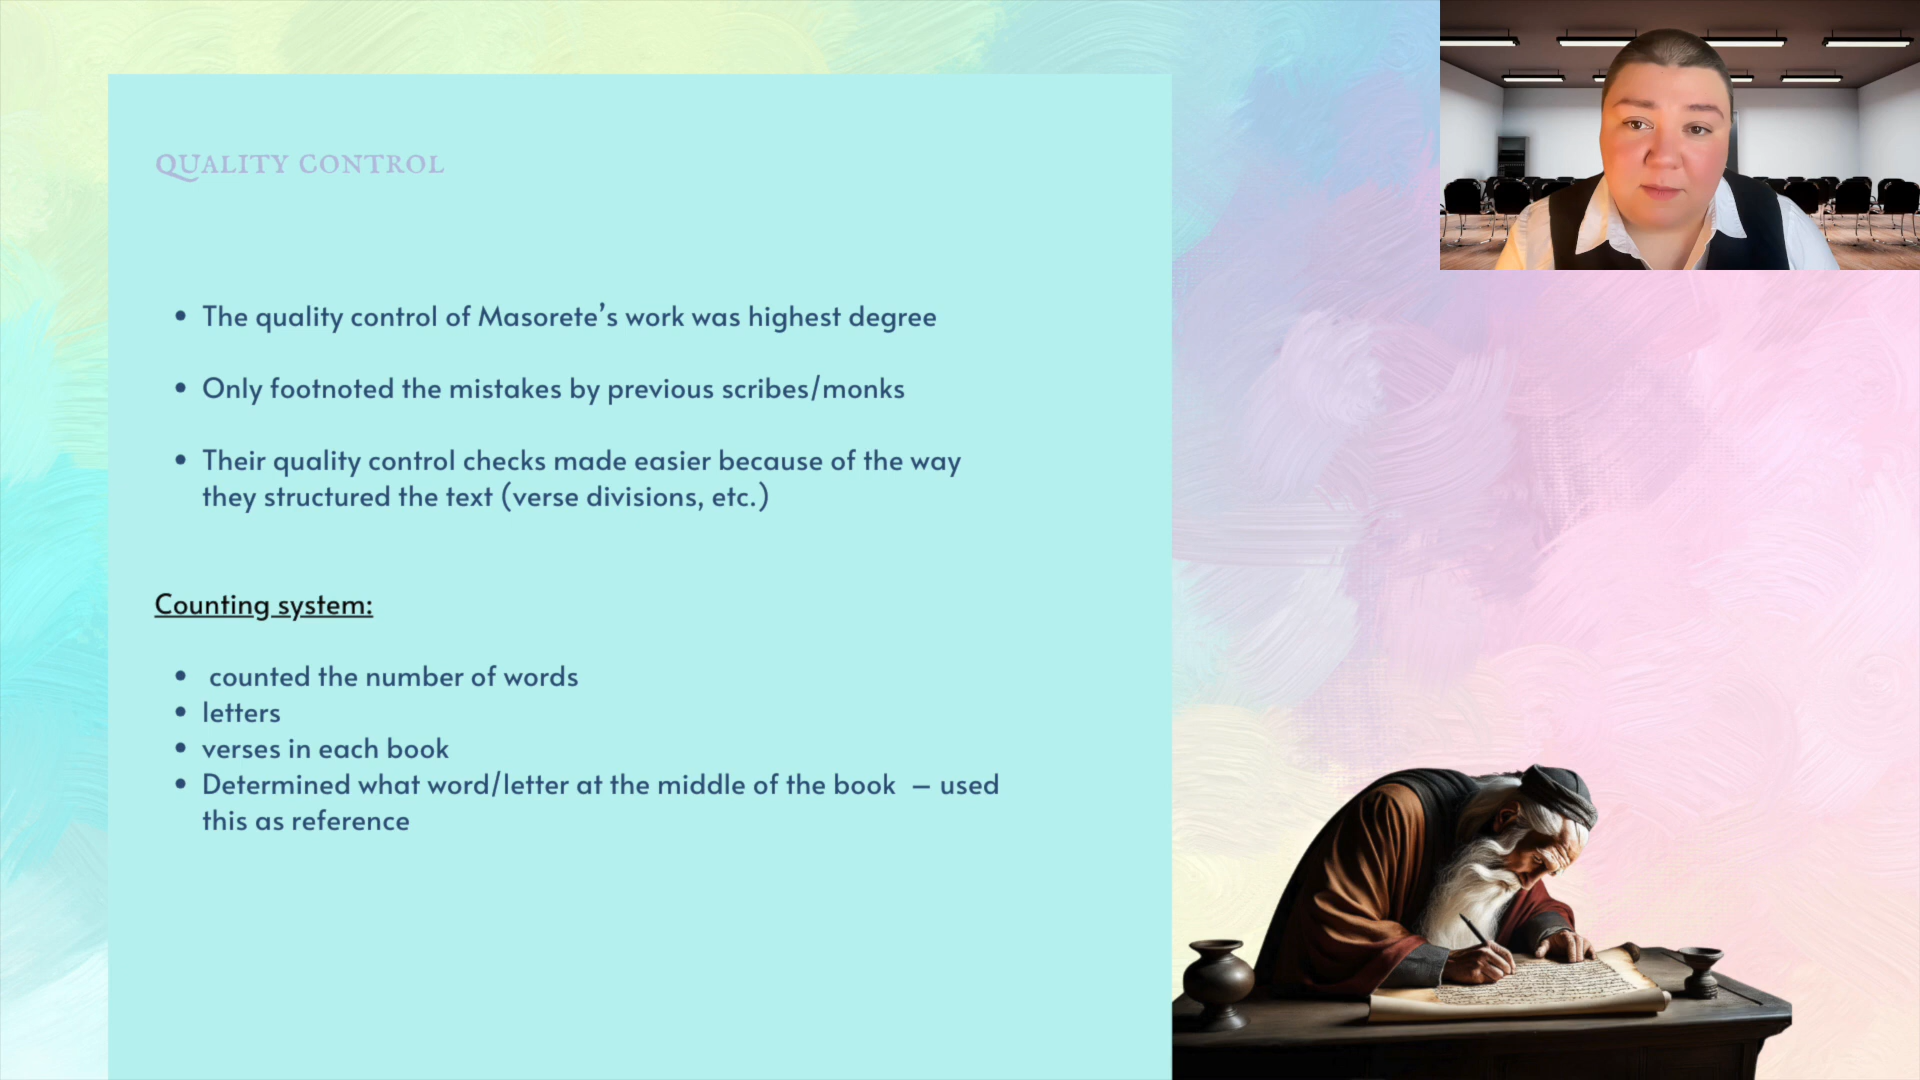 QUALITY CONTROL
• The quality control of Masorete’s work was highest degree
• Only footnoted the mistakes by previous scribes/monks
• Their quality control checks made easier because of the way
they structured the text (verse divisions, etc.)
Counting system:
• counted the number of words
• letters
• verses in each book
• Determined what word/letter at the middle of the book – used
this as reference